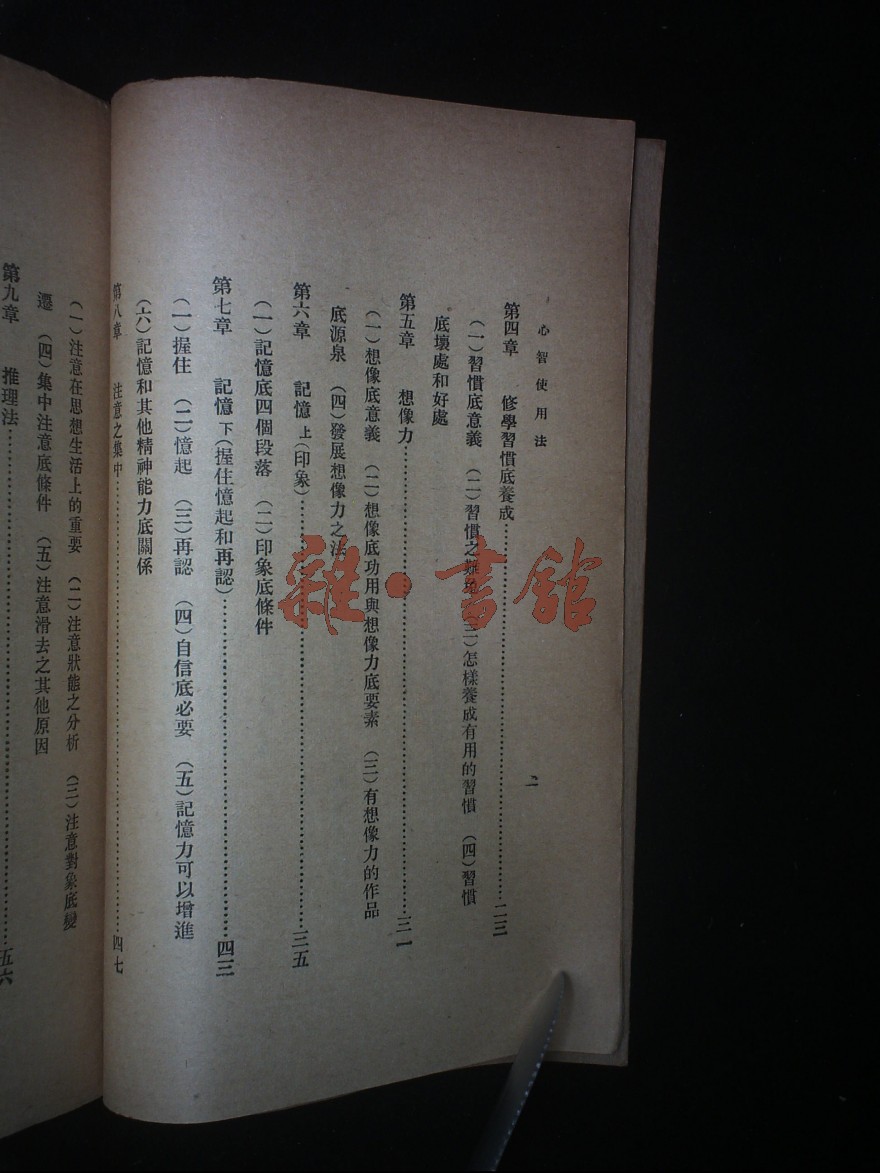 心智使用法
二
第四章 修學習慣底養成……二三
(一)習慣底意義 (二)習慣之難 (三)怎樣養成有用的習慣 (四)習慣
底壞處和好處
第五章 想像力……三一
(一)想像底意義 (二)想像底功用與想像力底要素 (三)有想像力的作品
底源泉 (四)發展想像力之法
第六章 記憶上(印象)……三五
(一)記憶底四個段落 (二)印象底條件
第七章 記憶下(握住憶起和再認)……四三
(一)握住 (二)憶起 (三)再認 (四)自信底必要 (五)記憶力可以增進
(六)記憶和其他精神能力底關係
第八章 注意之集中……四七
(一)注意在思想生活上的重要 (二)注意狀態之分析 (三)注意對象底變
遷 (四)集中注意底條件 (五)注意滑去之其他原因
第九章 推理法……五六
雜·書館